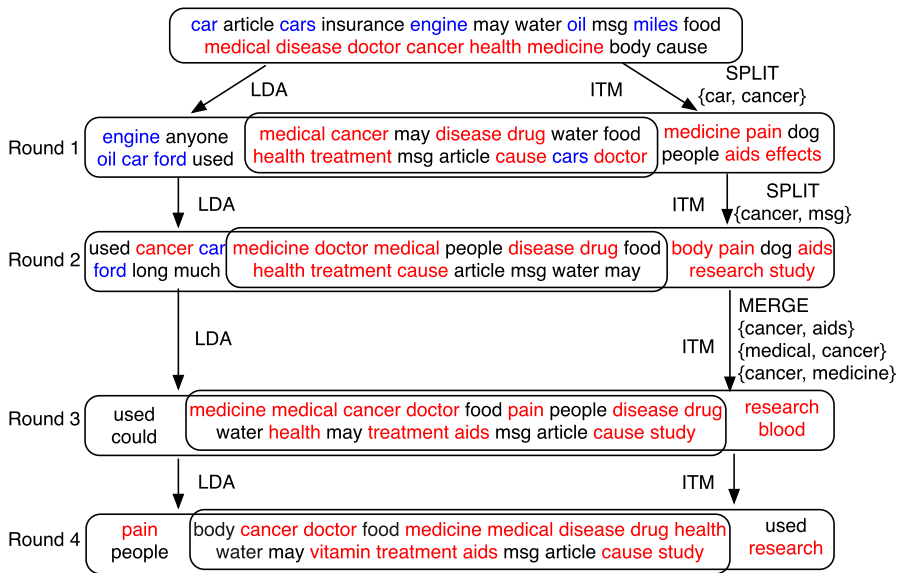 car article cars insurance engine may water oil msg miles food
medical disease doctor cancer health medicine body cause
LDA
ITM
SPLIT
{car, cancer}
Round 1
engine anyone
oil car ford used
medical cancer may disease drug water food
health treatment msg article cause cars doctor
medicine pain dog
people aids effects
LDA
ITM
SPLIT
{cancer, msg}
Round 2
used cancer car
ford long much
medicine doctor medical people disease drug food
health treatment cause article msg water may
body pain dog aids
research study
LDA
ITM
MERGE
{cancer, aids}
{medical, cancer}
{cancer, medicine}
Round 3
used
could
medicine medical cancer doctor food pain people disease drug
water health may treatment aids msg article cause study
research
blood
LDA
ITM
Round 4
pain
people
body cancer doctor food medicine medical disease drug health
water may vitamin treatment aids msg article cause study
used
research